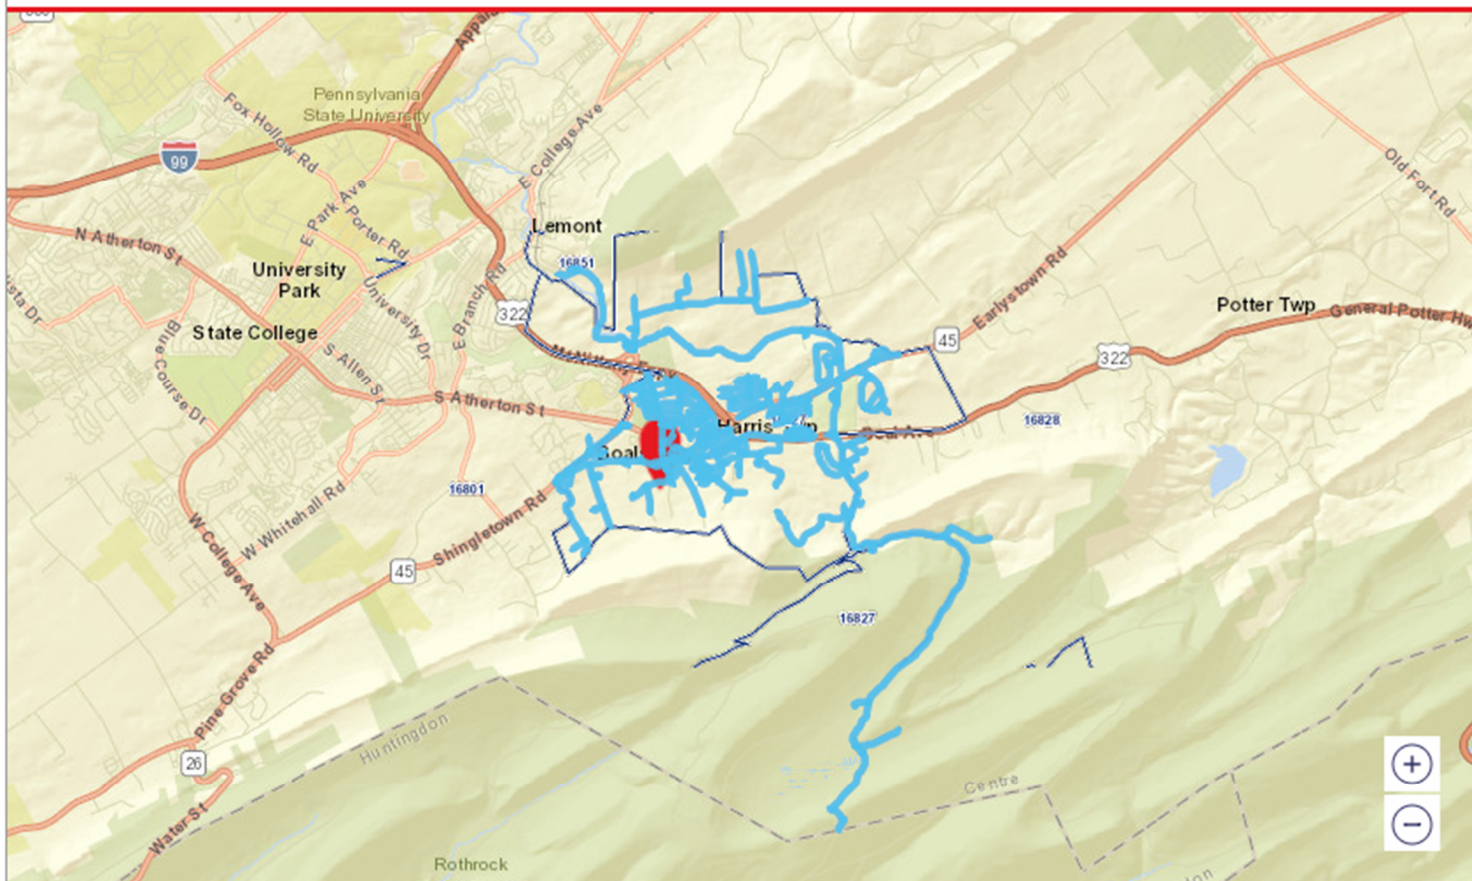 Appala
Pennsylvania
State University
Fox Hollow Rd
99
E College Ave
Old Fort Rd
E Park Ave
Porter Rd
N Atherton St
Lemont
16851
University
Park
University Dr
E Branch Rd
322
Earlystown Rd
Potter Twp
General Potter Hw
ista Dr
State College
Blue
Course Dr
S Allen St
45
322
S Atherton St
Harris
16828
16801
W Whitehall Rd
Shingletown Rd
W College Ave
45
16827
Pine Grove Rd
Huntingdon
26
Centre
Water St
Rothrock